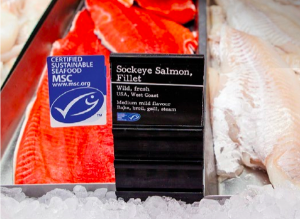 CERTIFIED
SUSTAINABLE
SEAFOOD
MSC
www.msc.org
TM
Sockeye Salmon,
Fillet
Wild, fresh
USA, West Coast
Medium mild flavour
Bake, broil, grill, steam